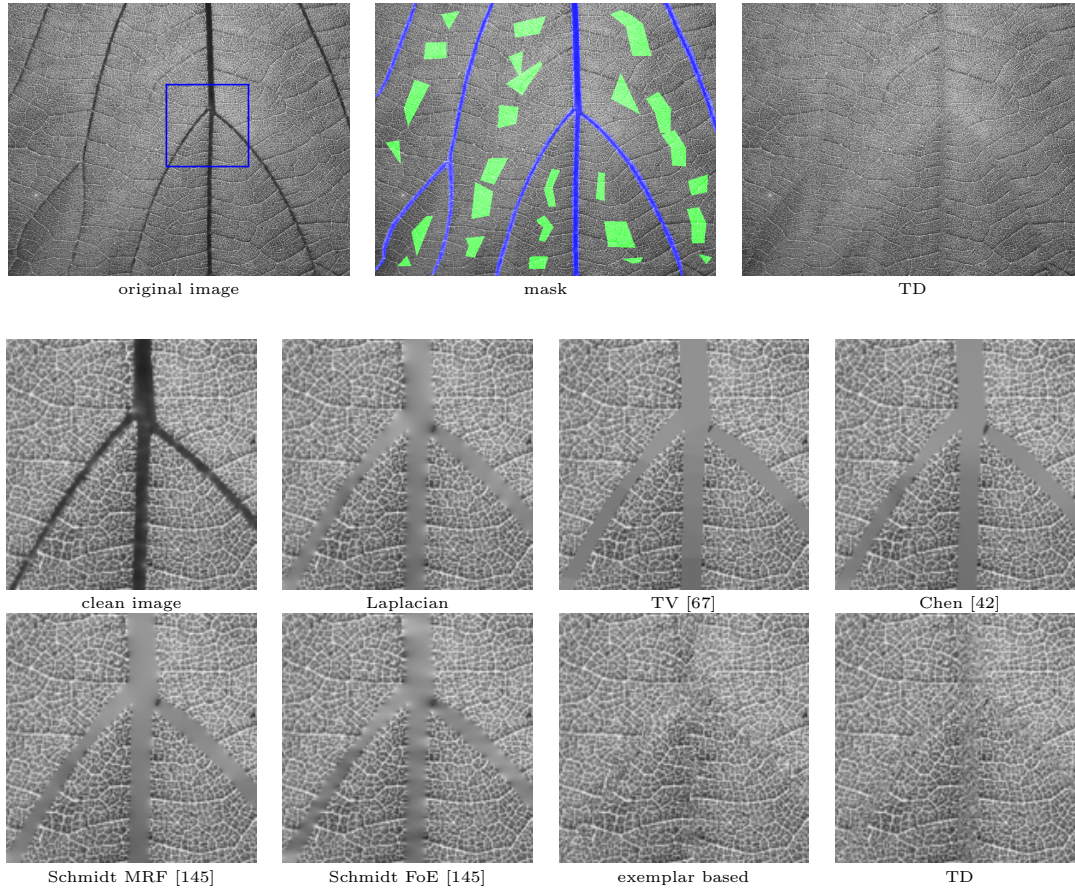 original image
mask
TD
clean image
Laplacian
TV [67]
Chen [42]
Schmidt MRF [145]
Schmidt FoE [145]
exemplar based
TD